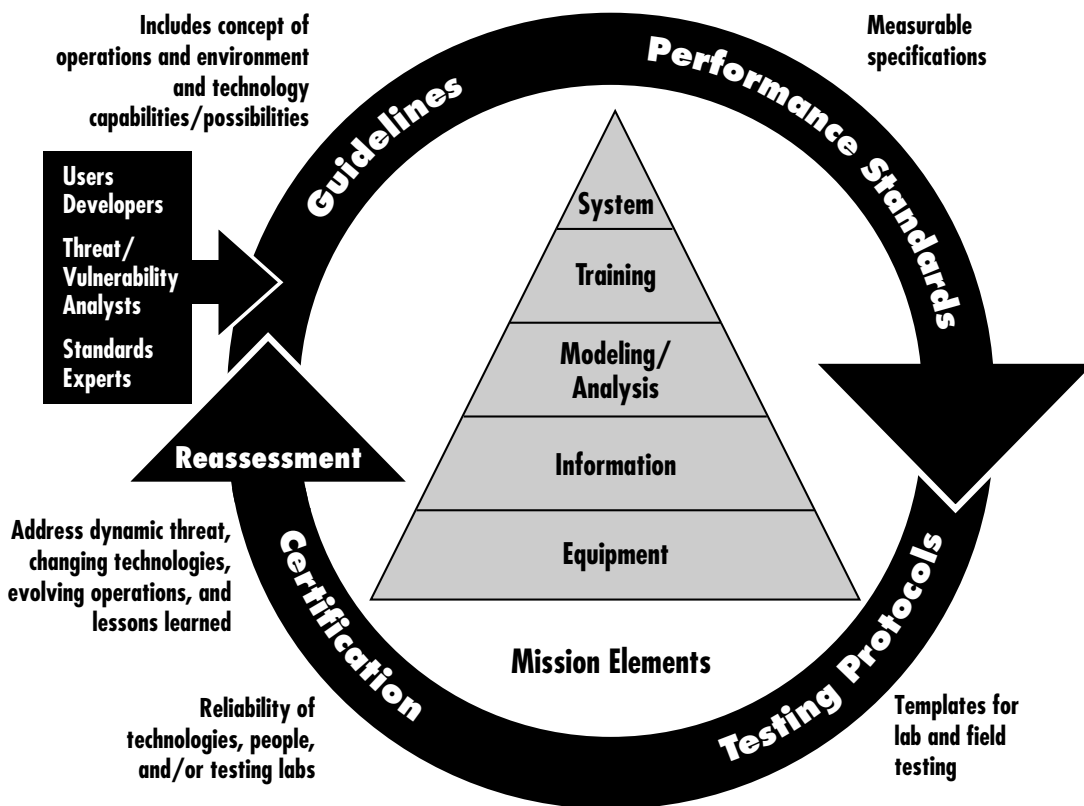 Includes concept of
operations and environment
and technology
capabilities/possibilities
Guidelines
Performance Standards
Measurable
specifications
Users
Developers
Threat/
Vulnerability
Analysts
Standards
Experts
System
Training
Modeling/
Analysis
Information
Equipment
Mission Elements
Reassessment
Address dynamic threat,
changing technologies,
evolving operations, and
lessons learned
Certification
Reliability of
technologies, people,
and/or testing labs
Testing Protocols
Templates for
lab and field
testing